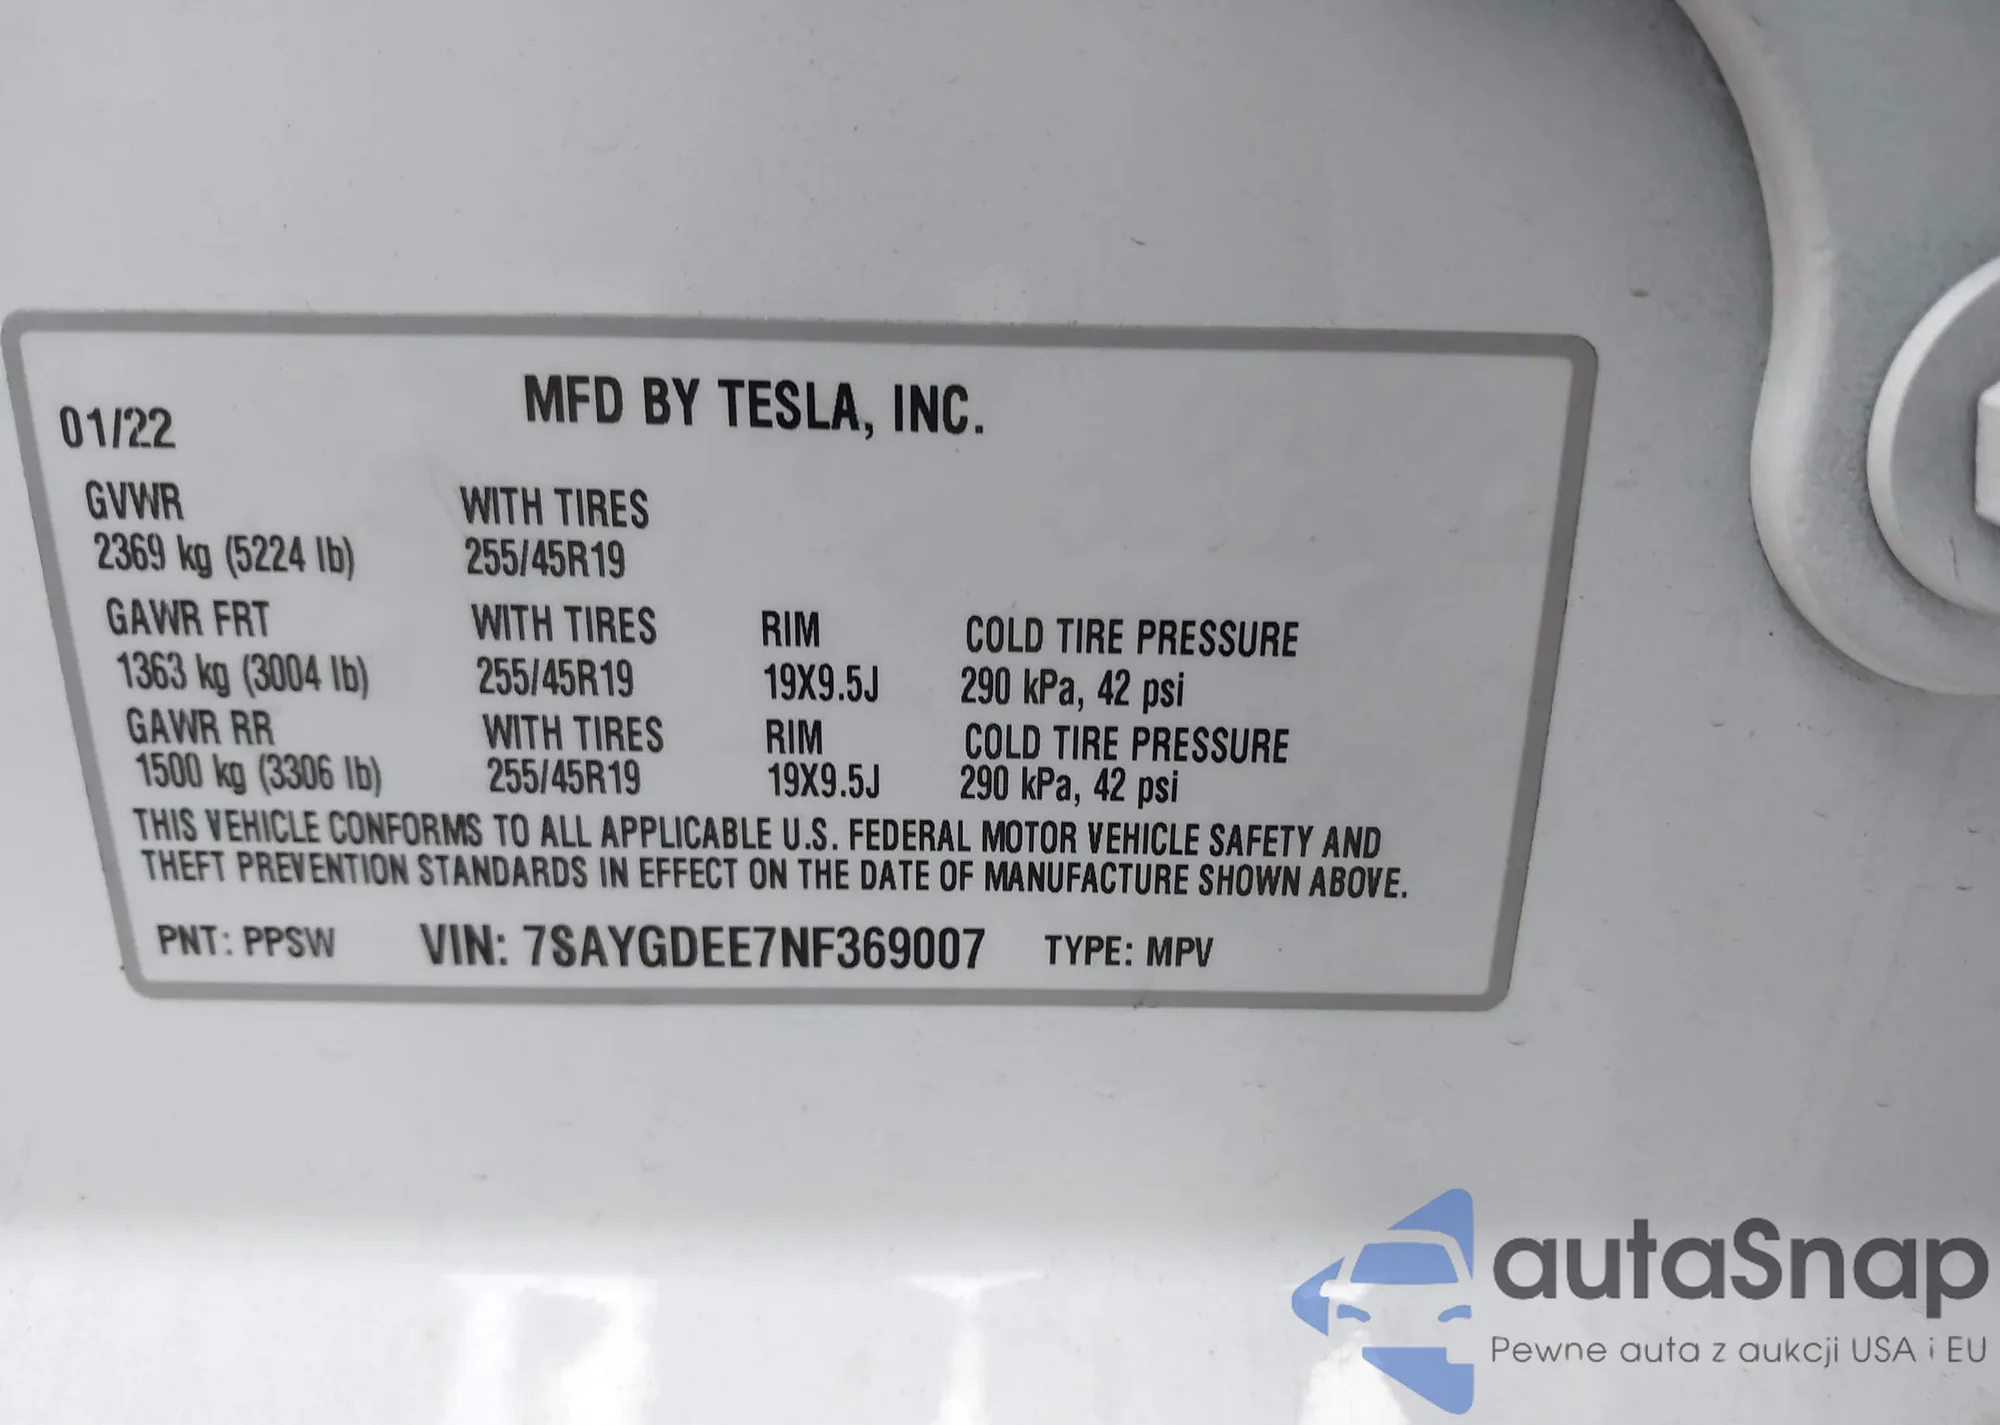 01/22 MFD BY TESLA, INC.
GVWR WITH TIRES
2369 kg (5224 lb) 255/45R19
GAWR FRT WITH TIRES RIM COLD TIRE PRESSURE
1363 kg (3004 lb) 255/45R19 19X9.5J 290 kPa, 42 psi
GAWR RR WITH TIRES RIM COLD TIRE PRESSURE
1500 kg (3306 lb) 255/45R19 19X9.5J 290 kPa, 42 psi
THIS VEHICLE CONFORMS TO ALL APPLICABLE U.S. FEDERAL MOTOR VEHICLE SAFETY AND
THEFT PREVENTION STANDARDS IN EFFECT ON THE DATE OF MANUFACTURE SHOWN ABOVE.
PNT: PPSW VIN: 7SAYGDEE7NF369007 TYPE: MPV
autaSnap
Pewne auta z aukcji USA i EU